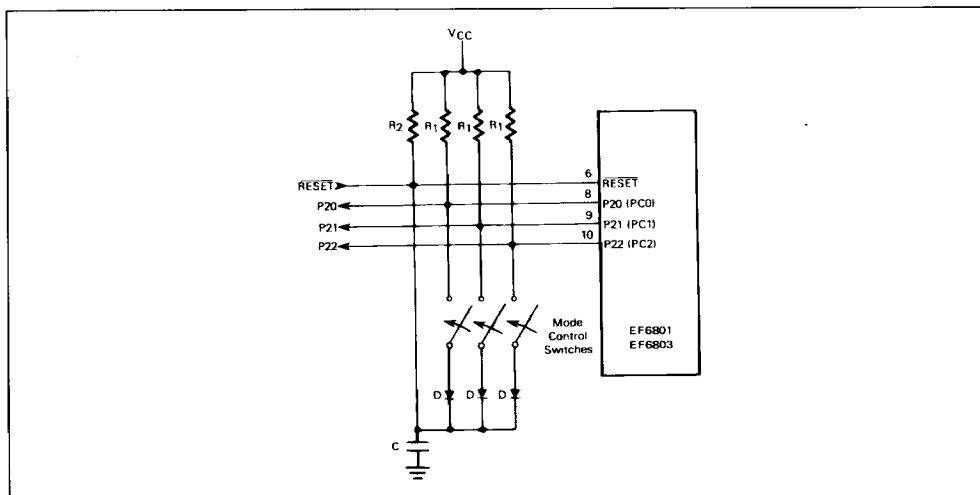 VCC
R2 R1 R1 R1
6
RESET RESET
8
P20 P20 (PC0)
9
P21 P21 (PC1)
10
P22 P22 (PC2)
Mode
Control
Switches
EF6801
EF6803
D D D
C